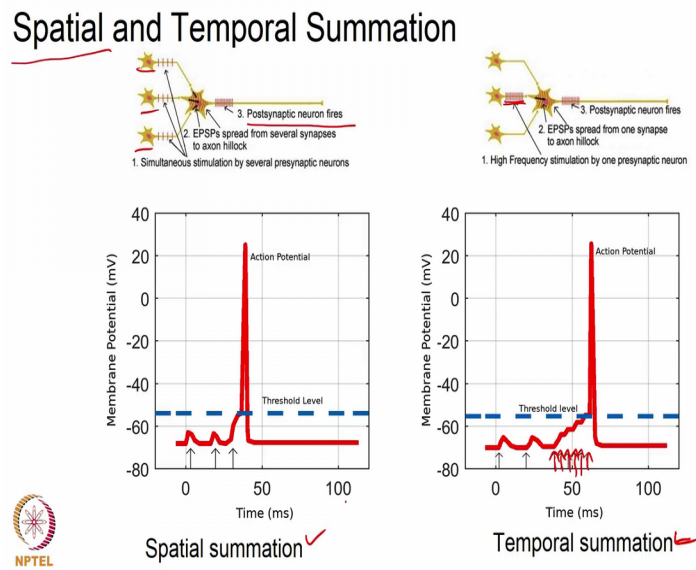 Spatial and Temporal Summation
3. Postsynaptic neuron fires
2. EPSPs spread from several synapses
to axon hillock
1. Simultaneous stimulation by several presynaptic neurons
3. Postsynaptic neuron fires
2. EPSPs spread from one synapse
to axon hillock
1. High Frequency stimulation by one presynaptic neuron
40
20
0
-20
-40
-60
-80
Membrane Potential (mV)
Action Potential
Threshold Level
0 50 100
Time (ms)
Spatial summation
40
20
0
-20
-40
-60
-80
Membrane Potential (mV)
Action Potential
Threshold level
0 50 100
Time (ms)
Temporal summation
NPTEL